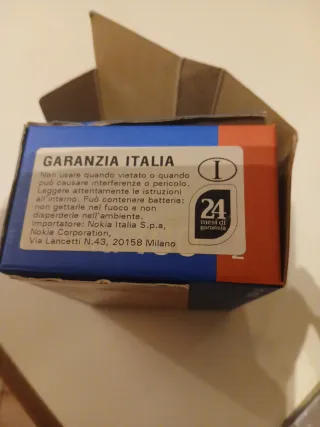 GARANZIA ITALIA
I
Non usare quando vietato o quando
può causare interferenze o pericolo.
Leggere attentamente le istruzioni
all'interno. Può contenere batterie:
non gettarle nel fuoco e non
disperderle nell'ambiente.
Importatore: Nokia Italia S.p.a,
Nokia Corporation,
Via Lancetti N.43, 20158 Milano
24
mesi di
garanzia